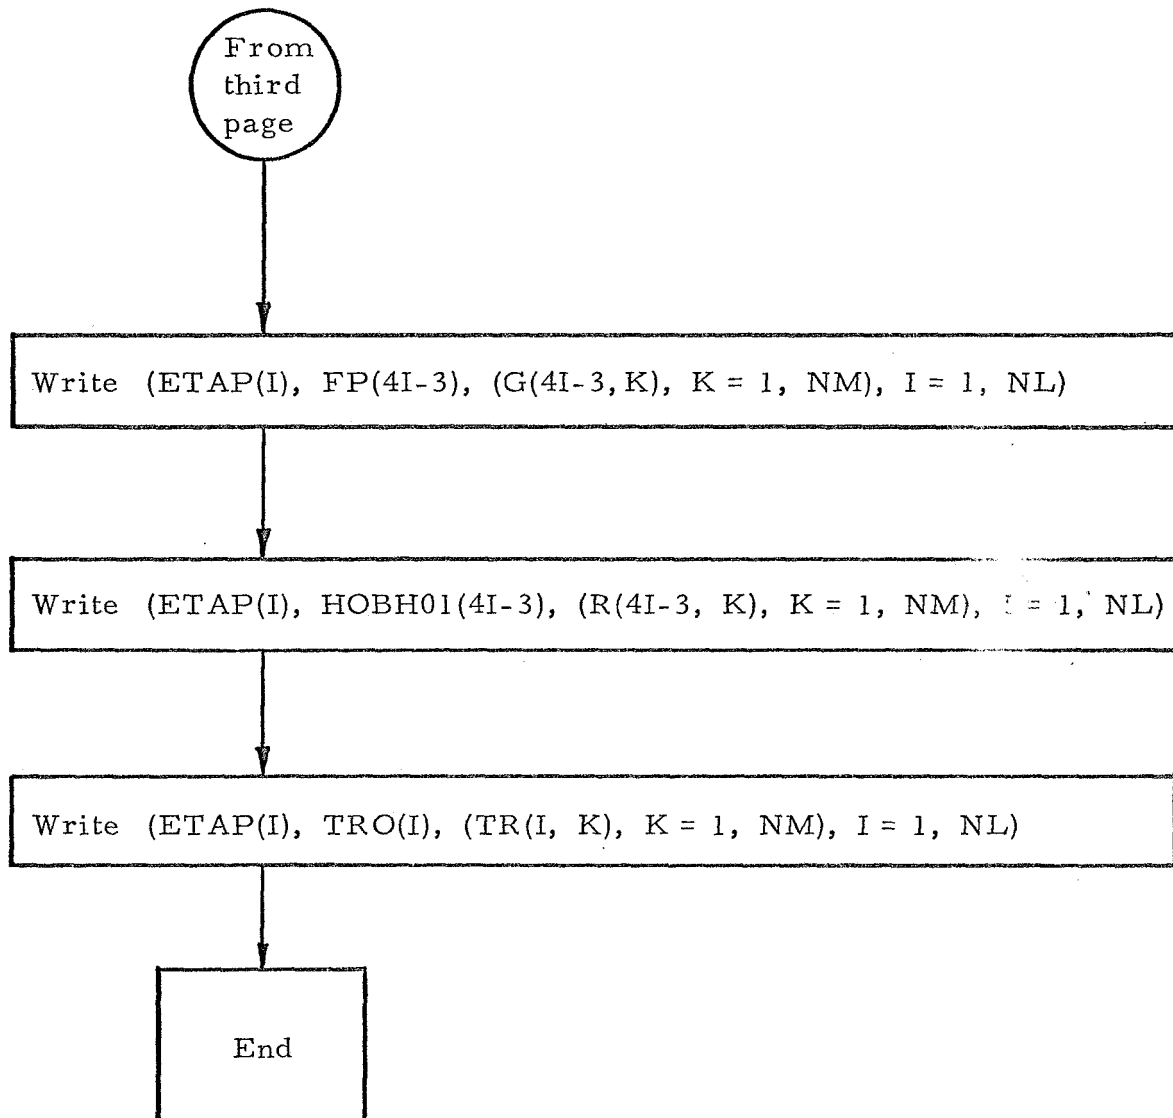 From
third
page
Write (ETAP(I), FP(4I-3), (G(4I-3,K), K = 1, NM), I = 1, NL)
Write (ETAP(I), HOBH01(4I-3), (R(4I-3, K), K = 1, NM), I = 1, NL)
Write (ETAP(I), TRO(I), (TR(I, K), K = 1, NM), I = 1, NL)
End